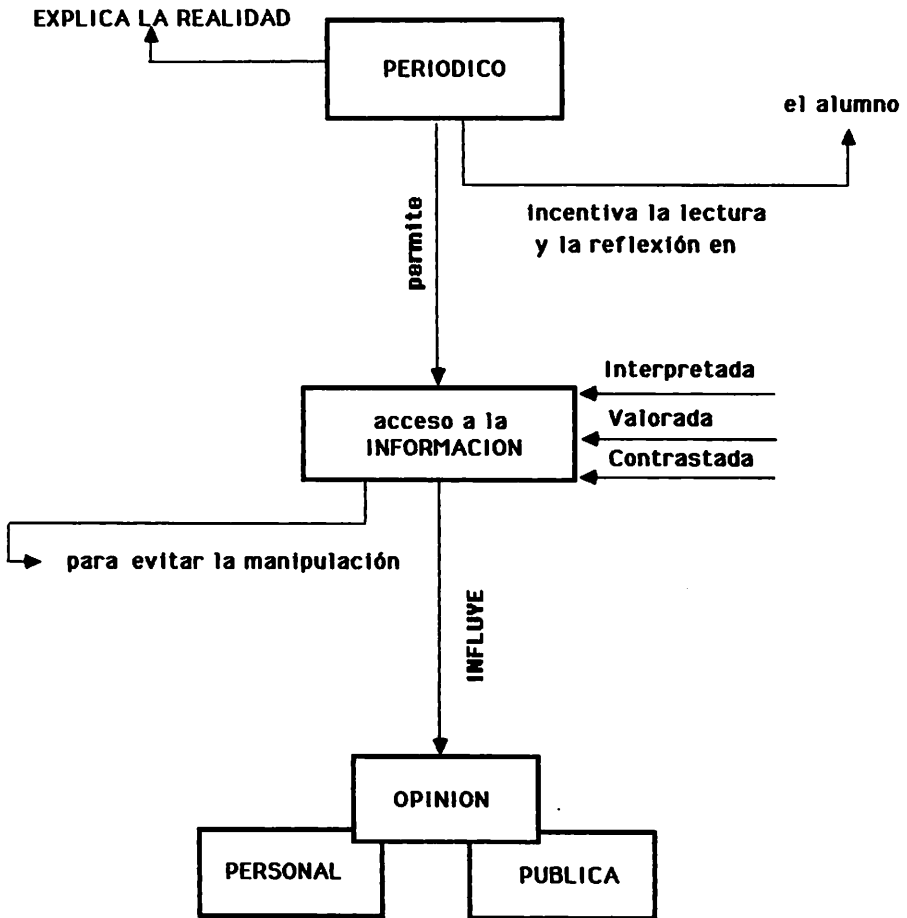 EXPLICA LA REALIDAD
PERIODICO
el alumno
permite
incentiva la lectura
y la reflexión en
Interpretada
acceso a la
INFORMACION
Valorada
Contrastada
para evitar la manipulación
INFLUYE
OPINION
PERSONAL
PUBLICA